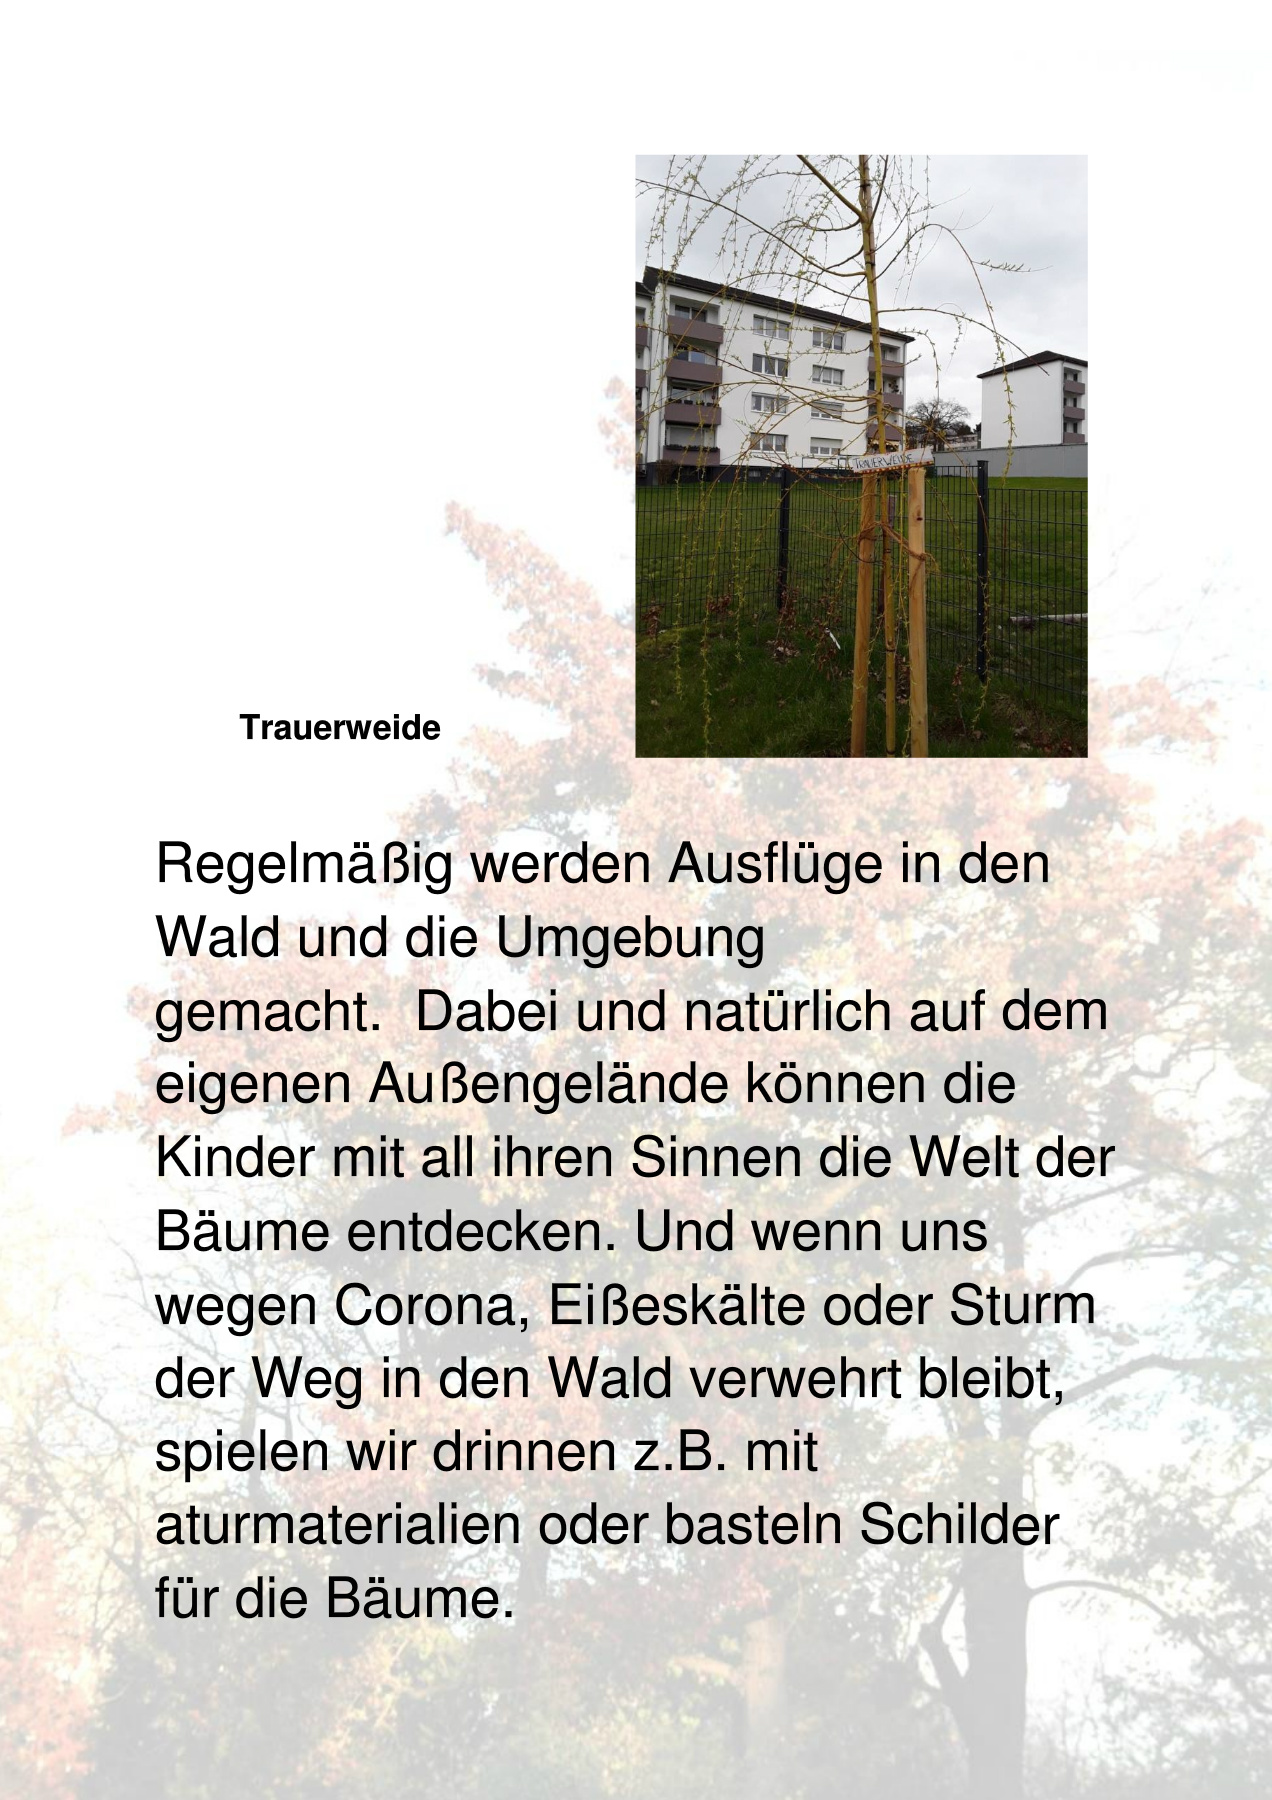 TRAUERWEIDE
Trauerweide
Regelmäßig werden Ausflüge in den
Wald und die Umgebung
gemacht.  Dabei und natürlich auf dem
eigenen Außengelände können die
Kinder mit all ihren Sinnen die Welt der
Bäume entdecken. Und wenn uns
wegen Corona, Eißeskälte oder Sturm
der Weg in den Wald verwehrt bleibt,
spielen wir drinnen z.B. mit
aturmaterialien oder basteln Schilder
für die Bäume.